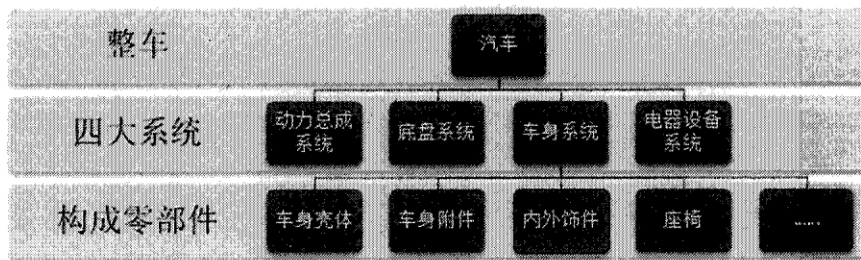 整车
汽车
四大系统
动力总成
系统
底盘系统
车身系统
电器设备
系统
构成零部件
车身壳体
车身附件
内外饰件
座椅
……